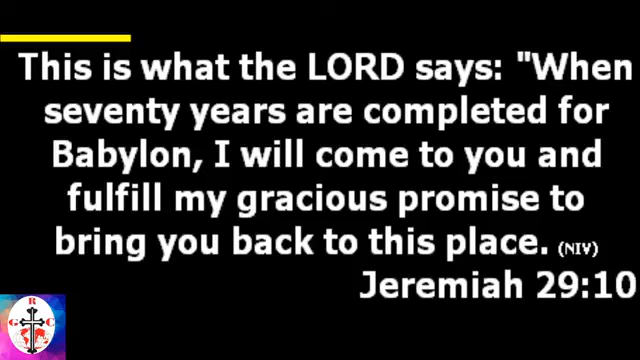 This is what the LORD says: "When
seventy years are completed for
Babylon, I will come to you and
fulfill my gracious promise to
bring you back to this place. (NIV)
Jeremiah 29:10
R
G C